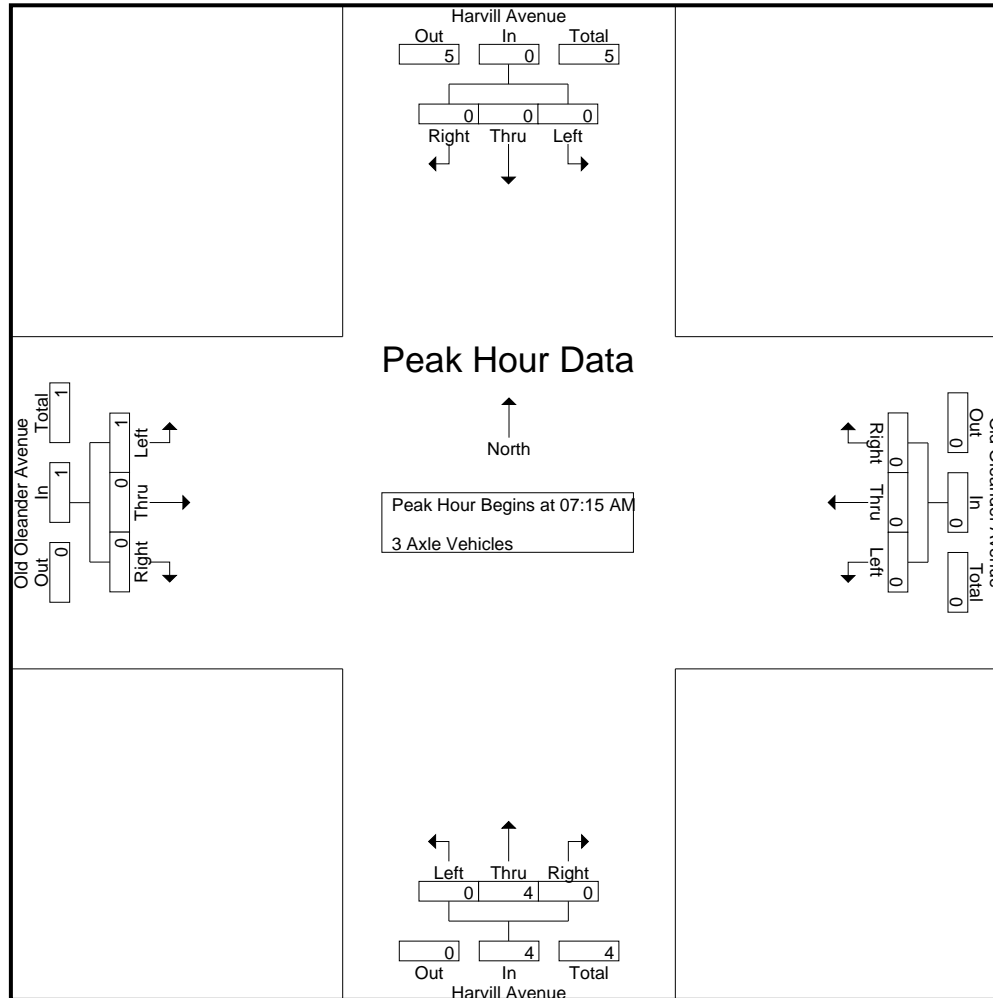 Harvill Avenue
Out In Total
5 0 5
0 0 0
Right Thru Left
Peak Hour Data
North
Peak Hour Begins at 07:15 AM
3 Axle Vehicles
Old Oleander Avenue
Out In Total
0 1 1
1 0 0
Left Thru Right
Right Thru Left
0 0 0
Out In Total
0 0 0
Avenue
Left Thru Right
0 4 0
0 4 4
Out In Total
Harvill Avenue